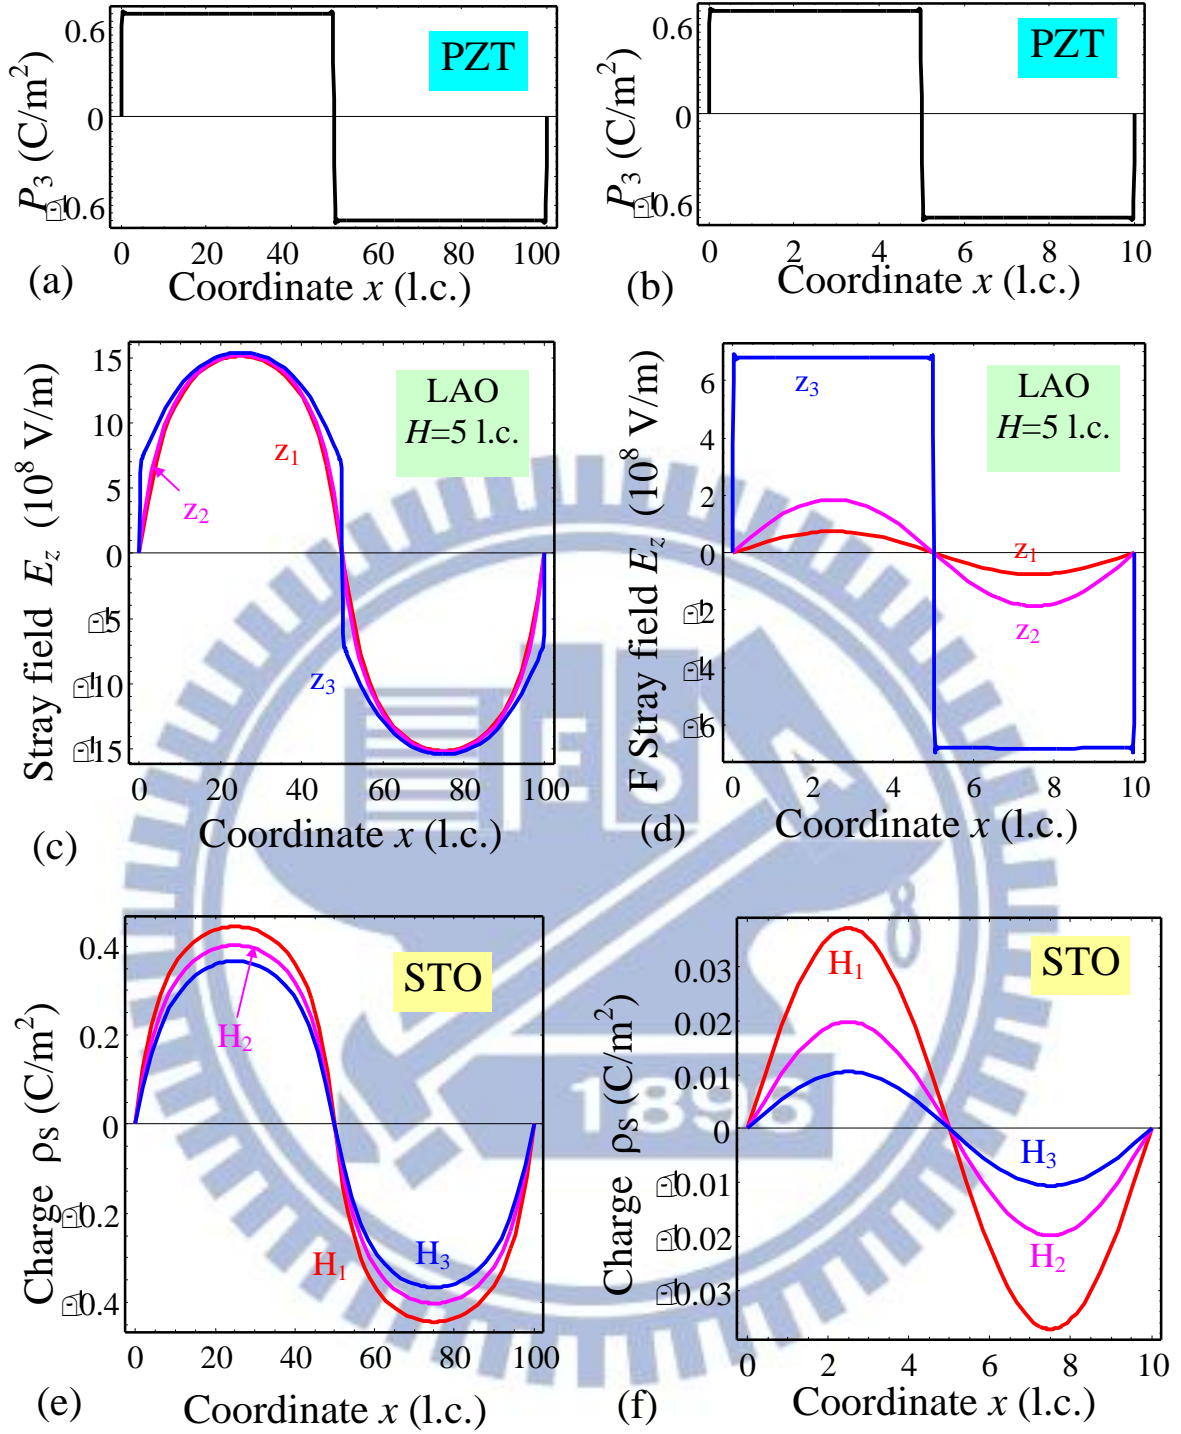 0.6
0
0.6
P₃ (C/m²)
PZT
0 20 40 60 80 100
(a)
Coordinate x (l.c.)
0.6
0
0.6
P₃ (C/m²)
PZT
0 2 4 6 8 10
(b)
Coordinate x (l.c.)
15
10
5
0
5
10
15
Stray field E_z (10⁸ V/m)
LAO
H=5 l.c.
z₁
z₂
z₃
0 20 40 60 80 100
(c)
Coordinate x (l.c.)
6
4
2
0
2
4
6
F Stray field E_z (10⁸ V/m)
LAO
H=5 l.c.
z₃
z₁
z₂
0 2 4 6 8 10
(d)
Coordinate x (l.c.)
0.4
0.2
0
0.2
0.4
Charge ρs (C/m²)
STO
H₂
H₁
H₃
0 20 40 60 80 100
(e)
Coordinate x (l.c.)
0.03
0.02
0.01
0
0.01
0.02
0.03
Charge ρs (C/m²)
STO
H₁
H₃
H₂
0 2 4 6 8 10
(f)
Coordinate x (l.c.)
E S A
1896